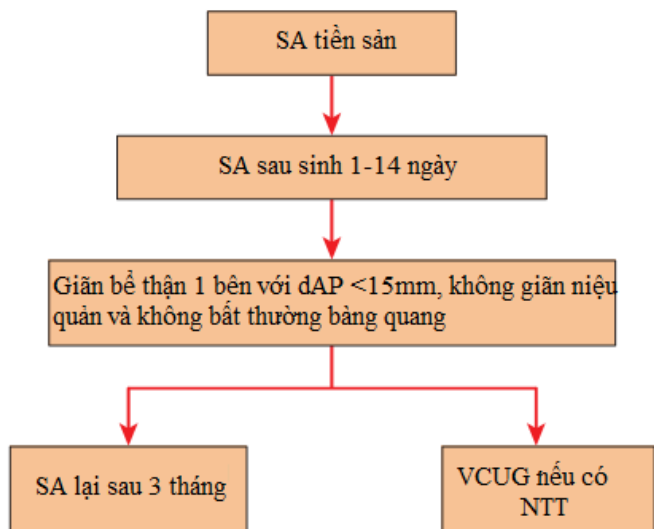 SA tiền sản
SA sau sinh 1-14 ngày
Giãn bể thận 1 bên với dAP <15mm, không giãn niệu
quản và không bất thường bàng quang
SA lại sau 3 tháng
VCUG nếu có
NTT